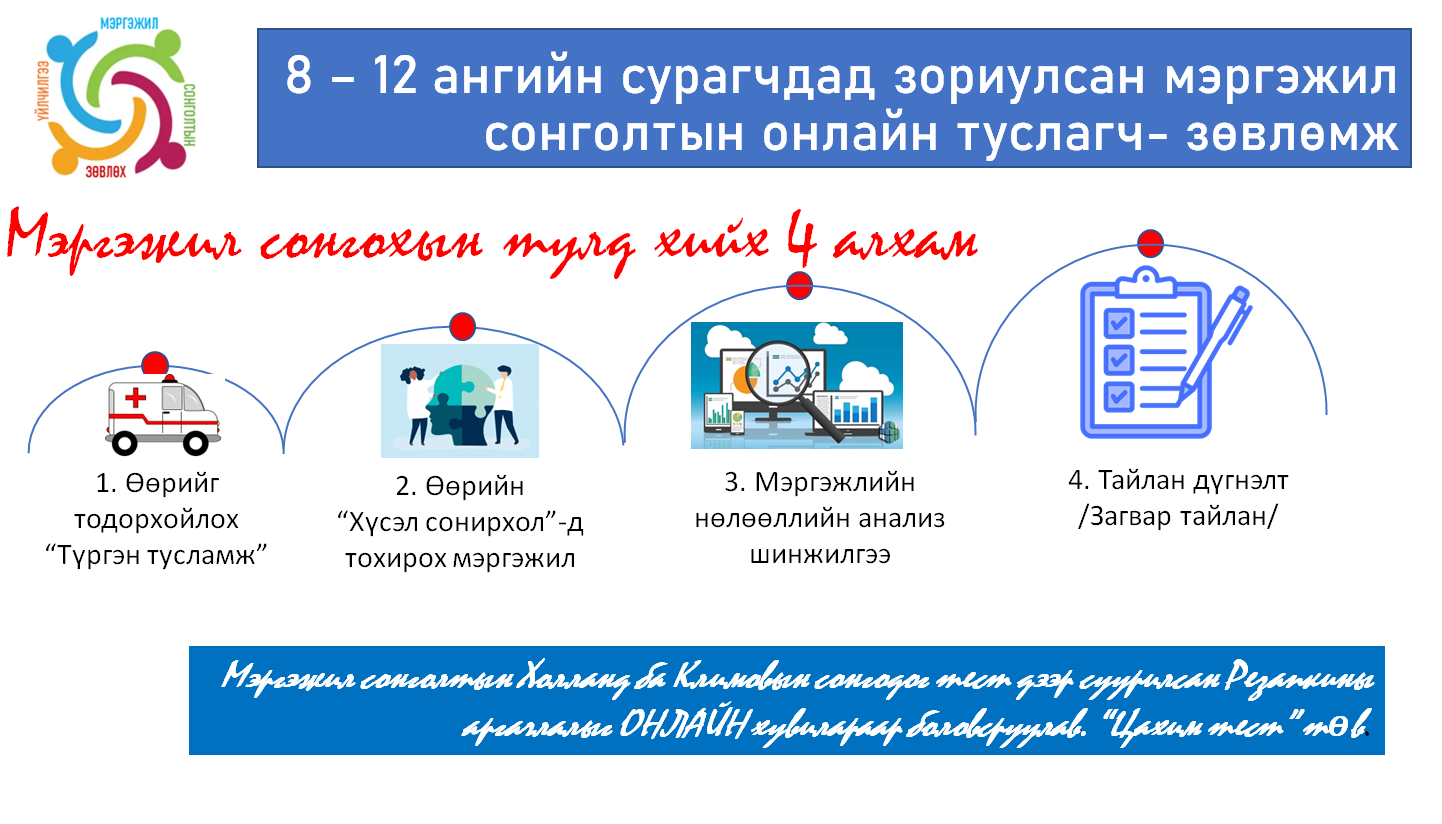 МЭРГЭЖИЛ
СОНГОЛТЫН
ЗӨВЛӨХ
ҮЙЛЧИЛГЭЭ
8 – 12 ангийн сурагчдад зориулсан мэргэжил
сонголтын онлайн туслагч- зөвлөмж
Мэргэжил сонгохын тулд хийх 4 алхам
1. Өөрийг
тодорхойлох
“Түргэн тусламж”
2. Өөрийн
“Хүсэл сонирхол”-д
тохирох мэргэжил
3. Мэргэжлийн
нөлөөллийн анализ
шинжилгээ
4. Тайлан дүгнэлт
/Загвар тайлан/
Мэргэжил сонголтын Холланд ба Климовын сонгодог тест дээр суурилсан Резапкины
аргачлалыг ОНЛАЙН хувилараар боловсруулав. “Цахим тест” төв.